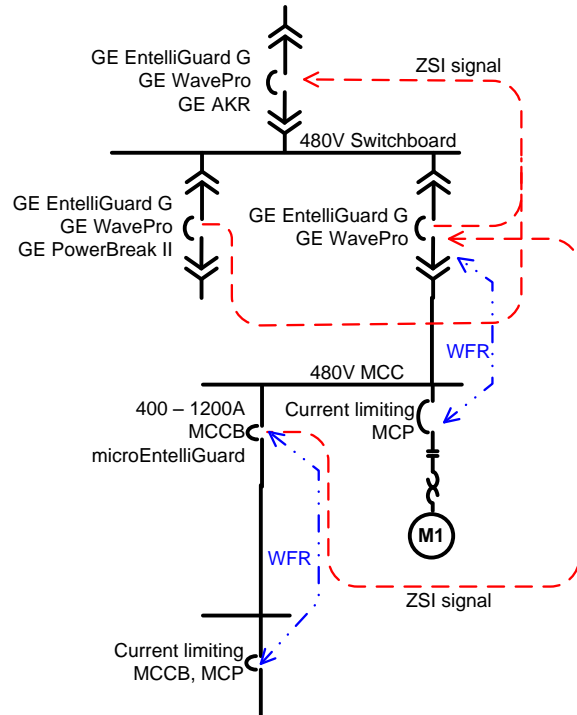 GE EntelliGuard G
GE WavePro
GE AKR
ZSI signal
480V Switchboard
GE EntelliGuard G
GE WavePro
GE PowerBreak II
GE EntelliGuard G
GE WavePro
WFR
480V MCC
400 – 1200A
MCCB
microEntelliGuard
Current limiting
MCP
M1
WFR
ZSI signal
Current limiting
MCCB, MCP